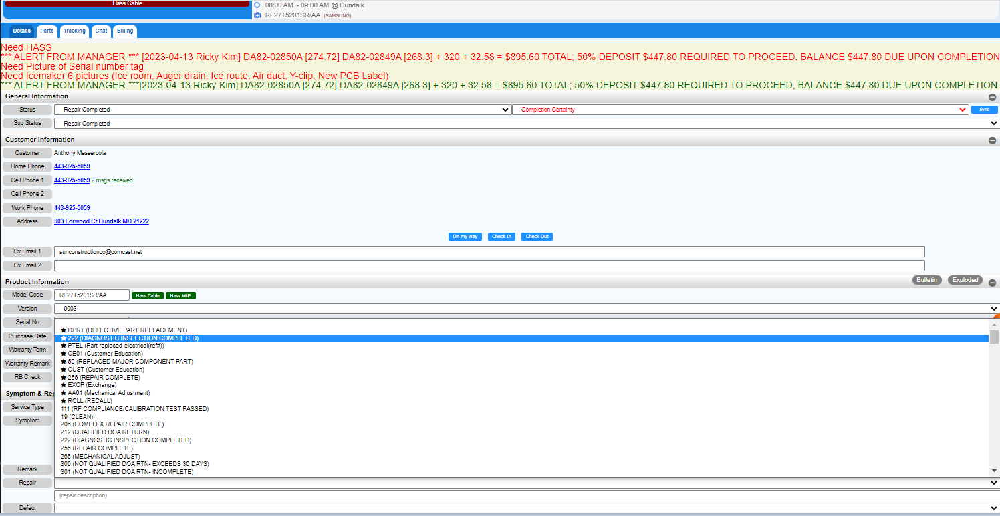 Hass Cable
08:00 AM ~ 09:00 AM @ Dundalk
RF27T5201SR/AA (SAMSUNG)
Details Parts Tracking Chat Billing
Need HASS
*** ALERT FROM MANAGER *** [2023-04-13 Ricky Kim] DA82-02850A [274.72] DA82-02849A [268.3] + 320 + 32.58 = $895.60 TOTAL; 50% DEPOSIT $447.80 REQUIRED TO PROCEED, BALANCE $447.80 DUE UPON COMPLETION
Need Picture of Serial number tag
Need Icemaker 6 pictures (Ice room, Auger drain, Ice route, Air duct, Y-clip, New PCB Label)
*** ALERT FROM MANAGER ***[2023-04-13 Ricky Kim] DA82-02850A [274.72] DA82-02849A [268.3] + 320 + 32.58 = $895.60 TOTAL; 50% DEPOSIT $447.80 REQUIRED TO PROCEED, BALANCE $447.80 DUE UPON COMPLETION
General Information
Status Repair Completed Completion Certainty Sync
Sub Status Repair Completed
Customer Information
Customer Anthony Messercola
Home Phone 443-925-5059
Cell Phone 1 443-925-5059 2 msgs received
Cell Phone 2
Work Phone 443-925-5059
Address 903 Forwood Ct Dundalk MD 21222
On my way Check In Check Out
Cx Email 1 sunconstructionco@comcast.net
Cx Email 2
Product Information Bulletin Exploded
Model Code RF27T5201SR/AA Hass Cable Hass WiFi
Version 0003
Serial No
Purchase Date
Warranty Term
Warranty Remark
RB Check
Symptom & Rep
Service Type
Symptom
★ DPRT (DEFECTIVE PART REPLACEMENT)
★ 222 (DIAGNOSTIC INSPECTION COMPLETED)
★ PTEL (Part replaced-electrical(ref#))
★ CE01 (Customer Education)
★ 59 (REPLACED MAJOR COMPONENT PART)
★ CUST (Customer Education)
★ 256 (REPAIR COMPLETE)
★ EXCP (Exchange)
★ AA01 (Mechanical Adjustment)
★ RCLL (RECALL)
111 (RF COMPLIANCE/CALIBRATION TEST PASSED)
19 (CLEAN)
206 (COMPLEX REPAIR COMPLETE)
212 (QUALIFIED DOA RETURN)
222 (DIAGNOSTIC INSPECTION COMPLETED)
256 (REPAIR COMPLETE)
266 (MECHANICAL ADJUST)
300 (NOT QUALIFIED DOA RTN- EXCEEDS 30 DAYS)
301 (NOT QUALIFIED DOA RTN- INCOMPLETE)
Remark
Repair
(repair description)
Defect